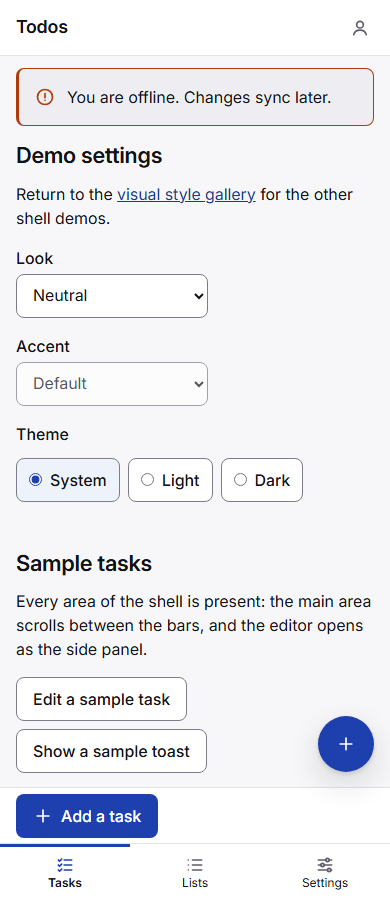 Todos
You are offline. Changes sync later.
Demo settings
Return to the visual style gallery for the other
shell demos.
Look
Neutral
Accent
Default
Theme
System
Light
Dark
Sample tasks
Every area of the shell is present: the main area
scrolls between the bars, and the editor opens
as the side panel.
Edit a sample task
Show a sample toast
Add a task
Tasks
Lists
Settings